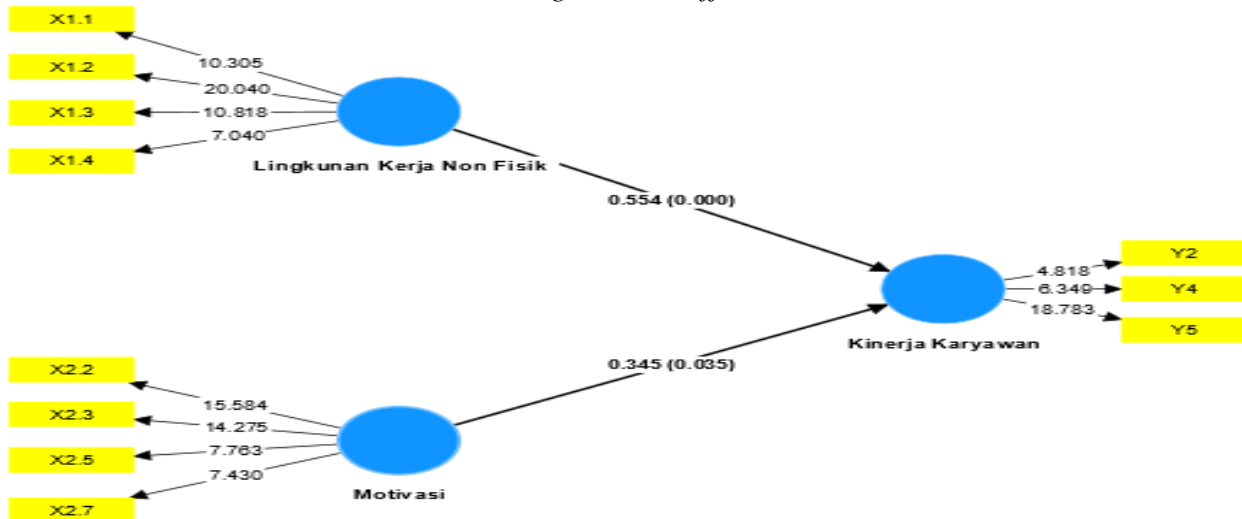 X1.1
10.305
X1.2
20.040
X1.3
10.818
7.040
X1.4
Lingkunan Kerja Non Fisik
0.554 (0.000)
Y2
4.818
Y4
6.349
18.783
Y5
Kinerja Karyawan
0.345 (0.035)
X2.2
15.584
X2.3
14.275
X2.5
7.763
7.430
X2.7
Motivasi